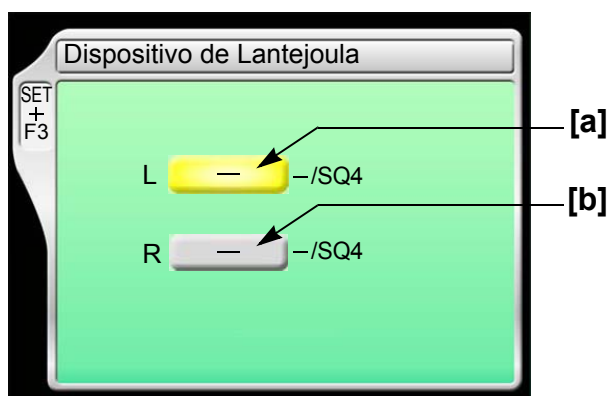 Dispositivo de Lantejoula
SET
+
F3
[a]
L — –/SQ4
[b]
R — –/SQ4